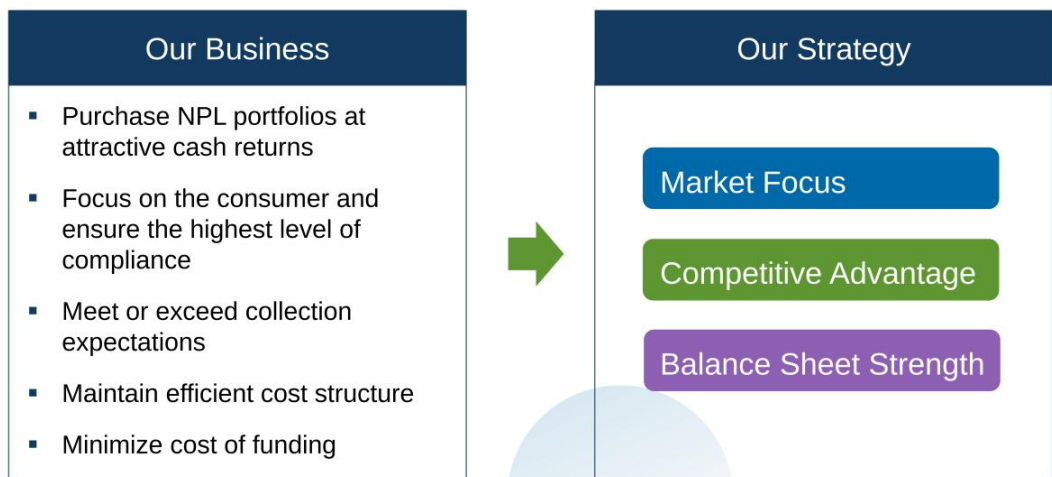 Our Business
▪ Purchase NPL portfolios at
attractive cash returns
▪ Focus on the consumer and
ensure the highest level of
compliance
▪ Meet or exceed collection
expectations
▪ Maintain efficient cost structure
▪ Minimize cost of funding
Our Strategy
Market Focus
Competitive Advantage
Balance Sheet Strength